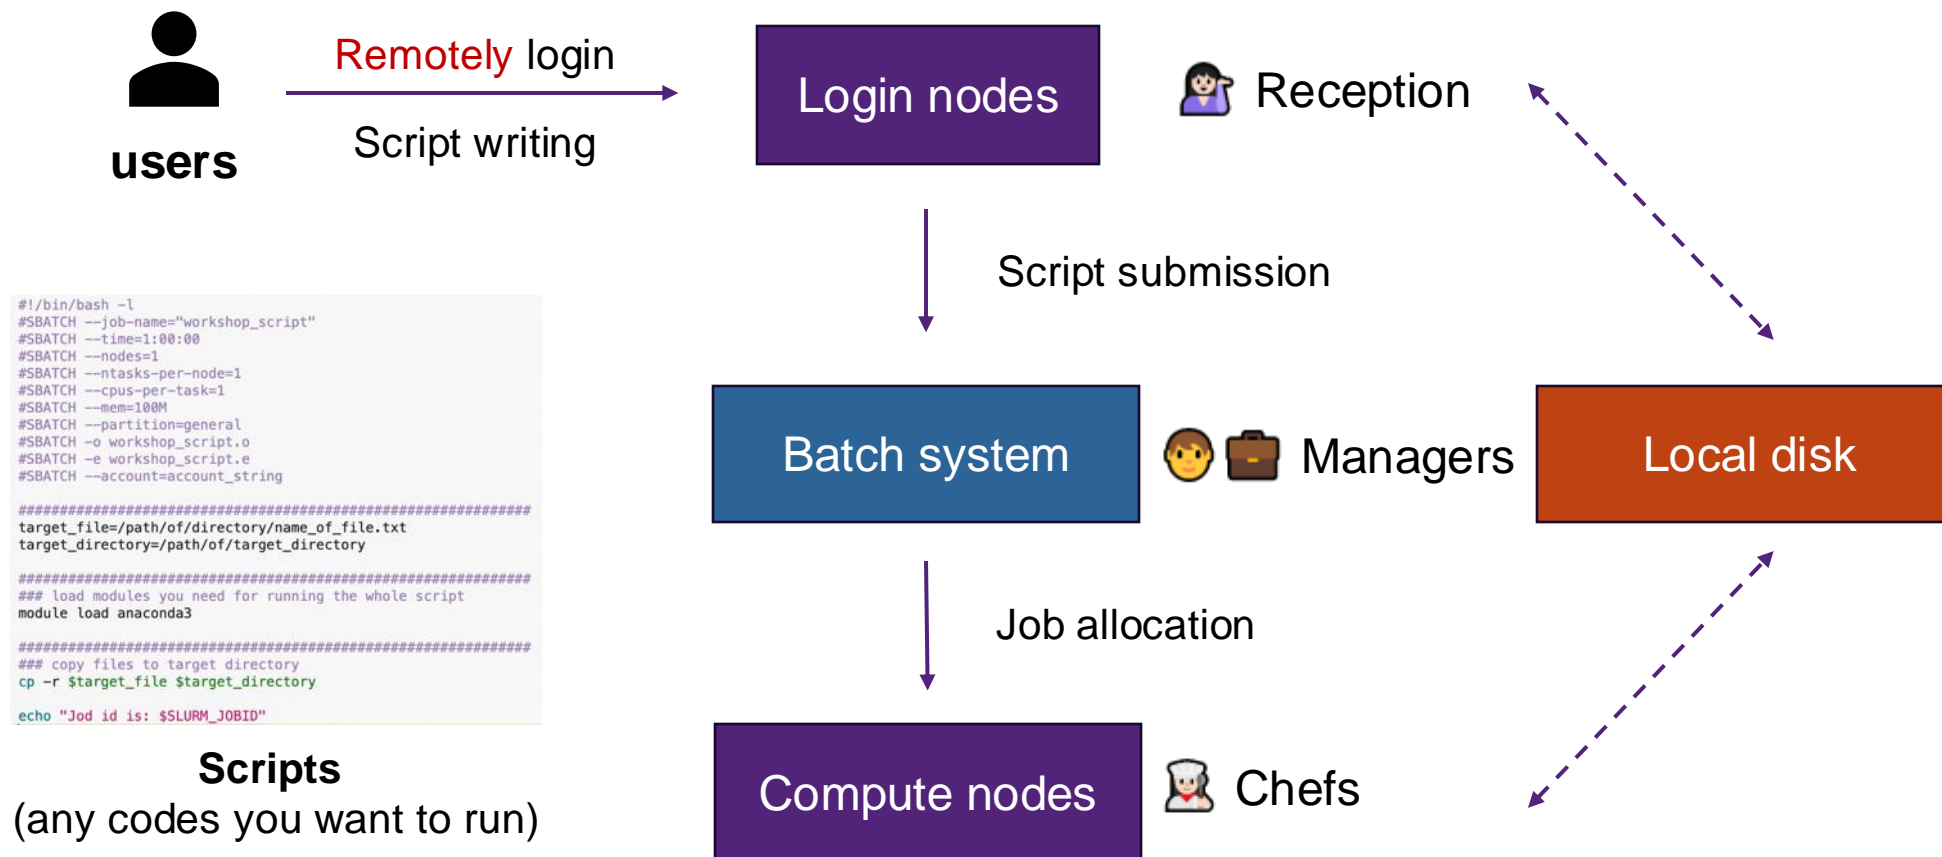 Remotely login
Script writing
users
Login nodes
Reception
Script submission
#!/bin/bash -l
#SBATCH --job-name="workshop_script"
#SBATCH --time=1:00:00
#SBATCH --nodes=1
#SBATCH --ntasks-per-node=1
#SBATCH --cpus-per-task=1
#SBATCH --mem=100M
#SBATCH --partition=general
#SBATCH -o workshop_script.o
#SBATCH -e workshop_script.e
#SBATCH --account=account_string
##############################################################
target_file=/path/of/directory/name_of_file.txt
target_directory=/path/of/target_directory
##############################################################
### load modules you need for running the whole script
module load anaconda3
##############################################################
### copy files to target directory
cp -r $target_file $target_directory
echo "Jod id is: $SLURM_JOBID"
Scripts
(any codes you want to run)
Batch system
Managers
Local disk
Job allocation
Compute nodes
Chefs